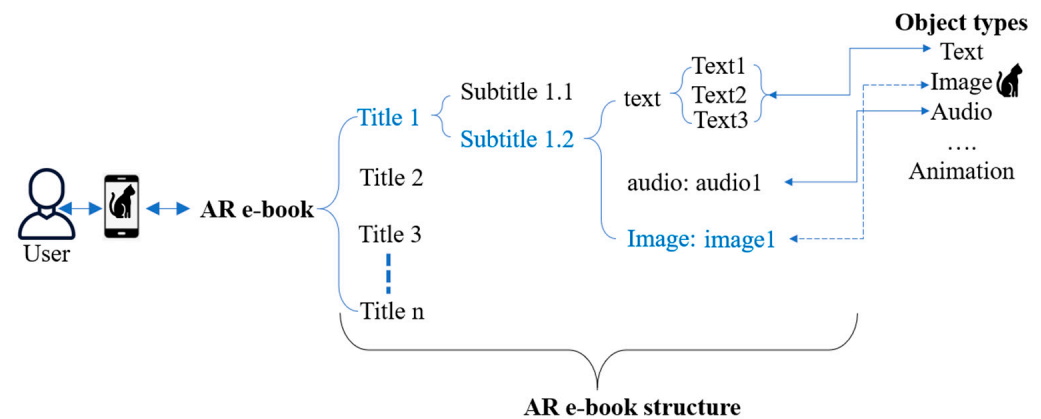 Object types
Text
Image
Audio
....
Animation
User
AR e-book
Title 1
Title 2
Title 3
Title n
Subtitle 1.1
Subtitle 1.2
text
Text1
Text2
Text3
audio: audio1
Image: image1
AR e-book structure